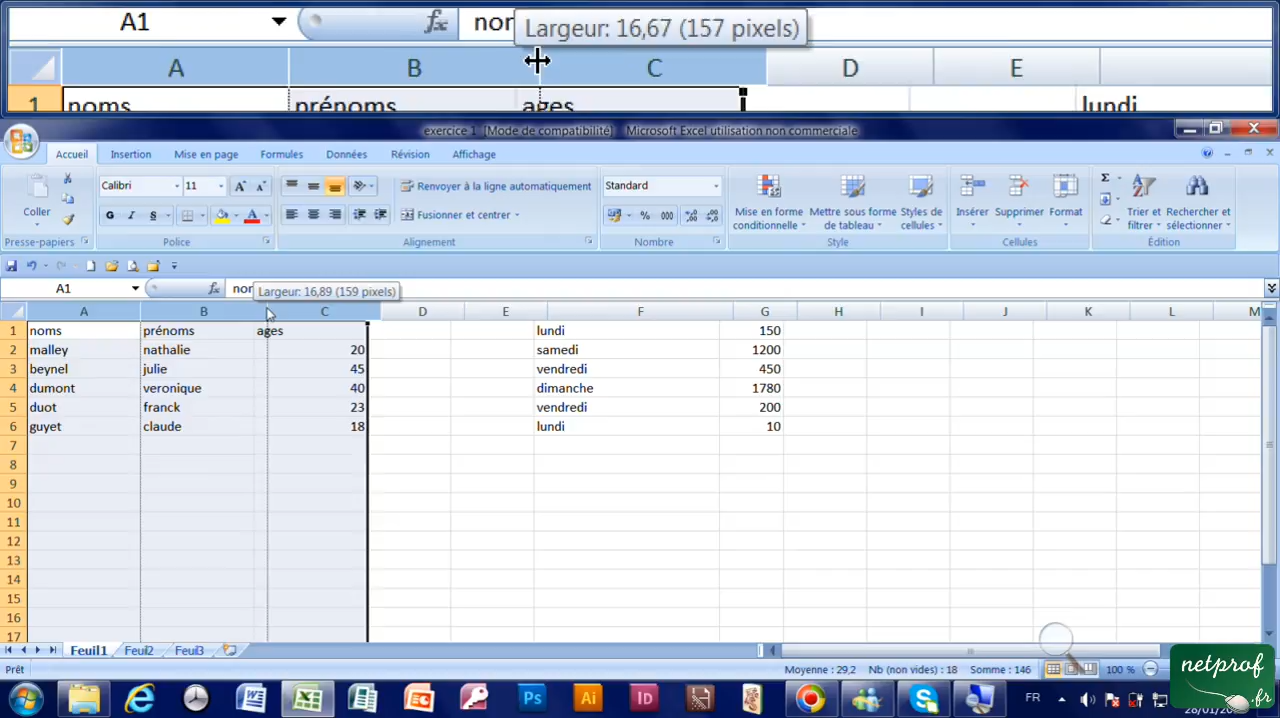 A1
nom
Largeur: 16,67 (157 pixels)
A B C D E
1 noms prénoms ages lundi
exercice 1 [Mode de compatibilité] Microsoft Excel utilisation non commerciale
Accueil Insertion Mise en page Formules Données Révision Affichage
Coller
Calibri 11
Renvoyer à la ligne automatiquement
Standard
G I S
Fusionner et centrer
% 000
Mise en forme conditionnelle
Mettre sous forme de tableau
Styles de cellules
Insérer Supprimer Format
Trier et filtrer
Rechercher et sélectionner
Presse-papiers Police Alignement Nombre Style Cellules Édition
A1 nom
Largeur: 16,89 (159 pixels)
A B C D E F G H I J K L M
1 noms prénoms ages lundi 150
2 malley nathalie 20 samedi 1200
3 beynel julie 45 vendredi 450
4 dumont veronique 40 dimanche 1780
5 duot franck 23 vendredi 200
6 guyet claude 18 lundi 10
7
8
9
10
11
12
13
14
15
16
17
Feuil1 Feuil2 Feuil3
Prêt
Moyenne : 29,2 Nb (non vides) : 18 Somme : 146
100 %
Ps Ai ID
FR
netprof
.fr